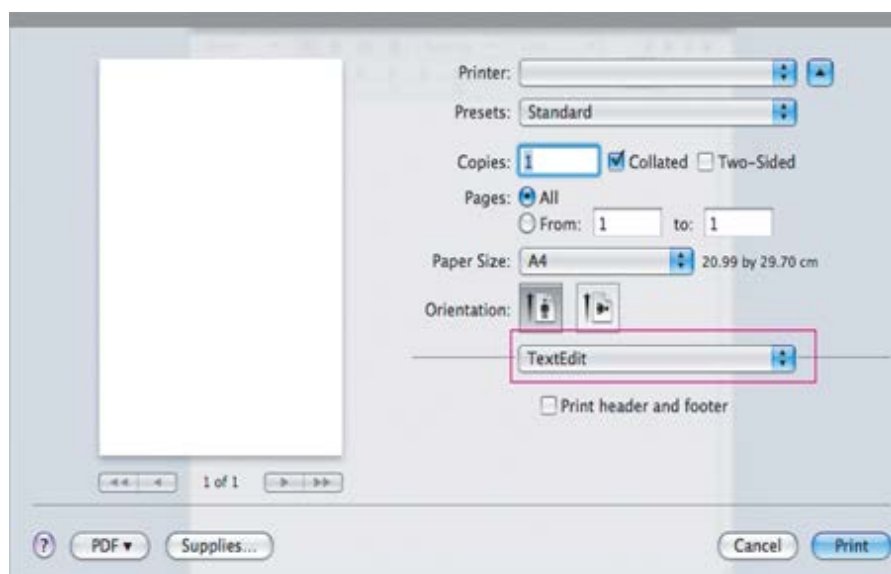 Printer:
Presets: Standard
Copies: 1 Collated Two-Sided
Pages: All
From: 1 to: 1
Paper Size: A4 20.99 by 29.70 cm
Orientation:
TextEdit
Print header and footer
1 of 1
? PDF Supplies... Cancel Print